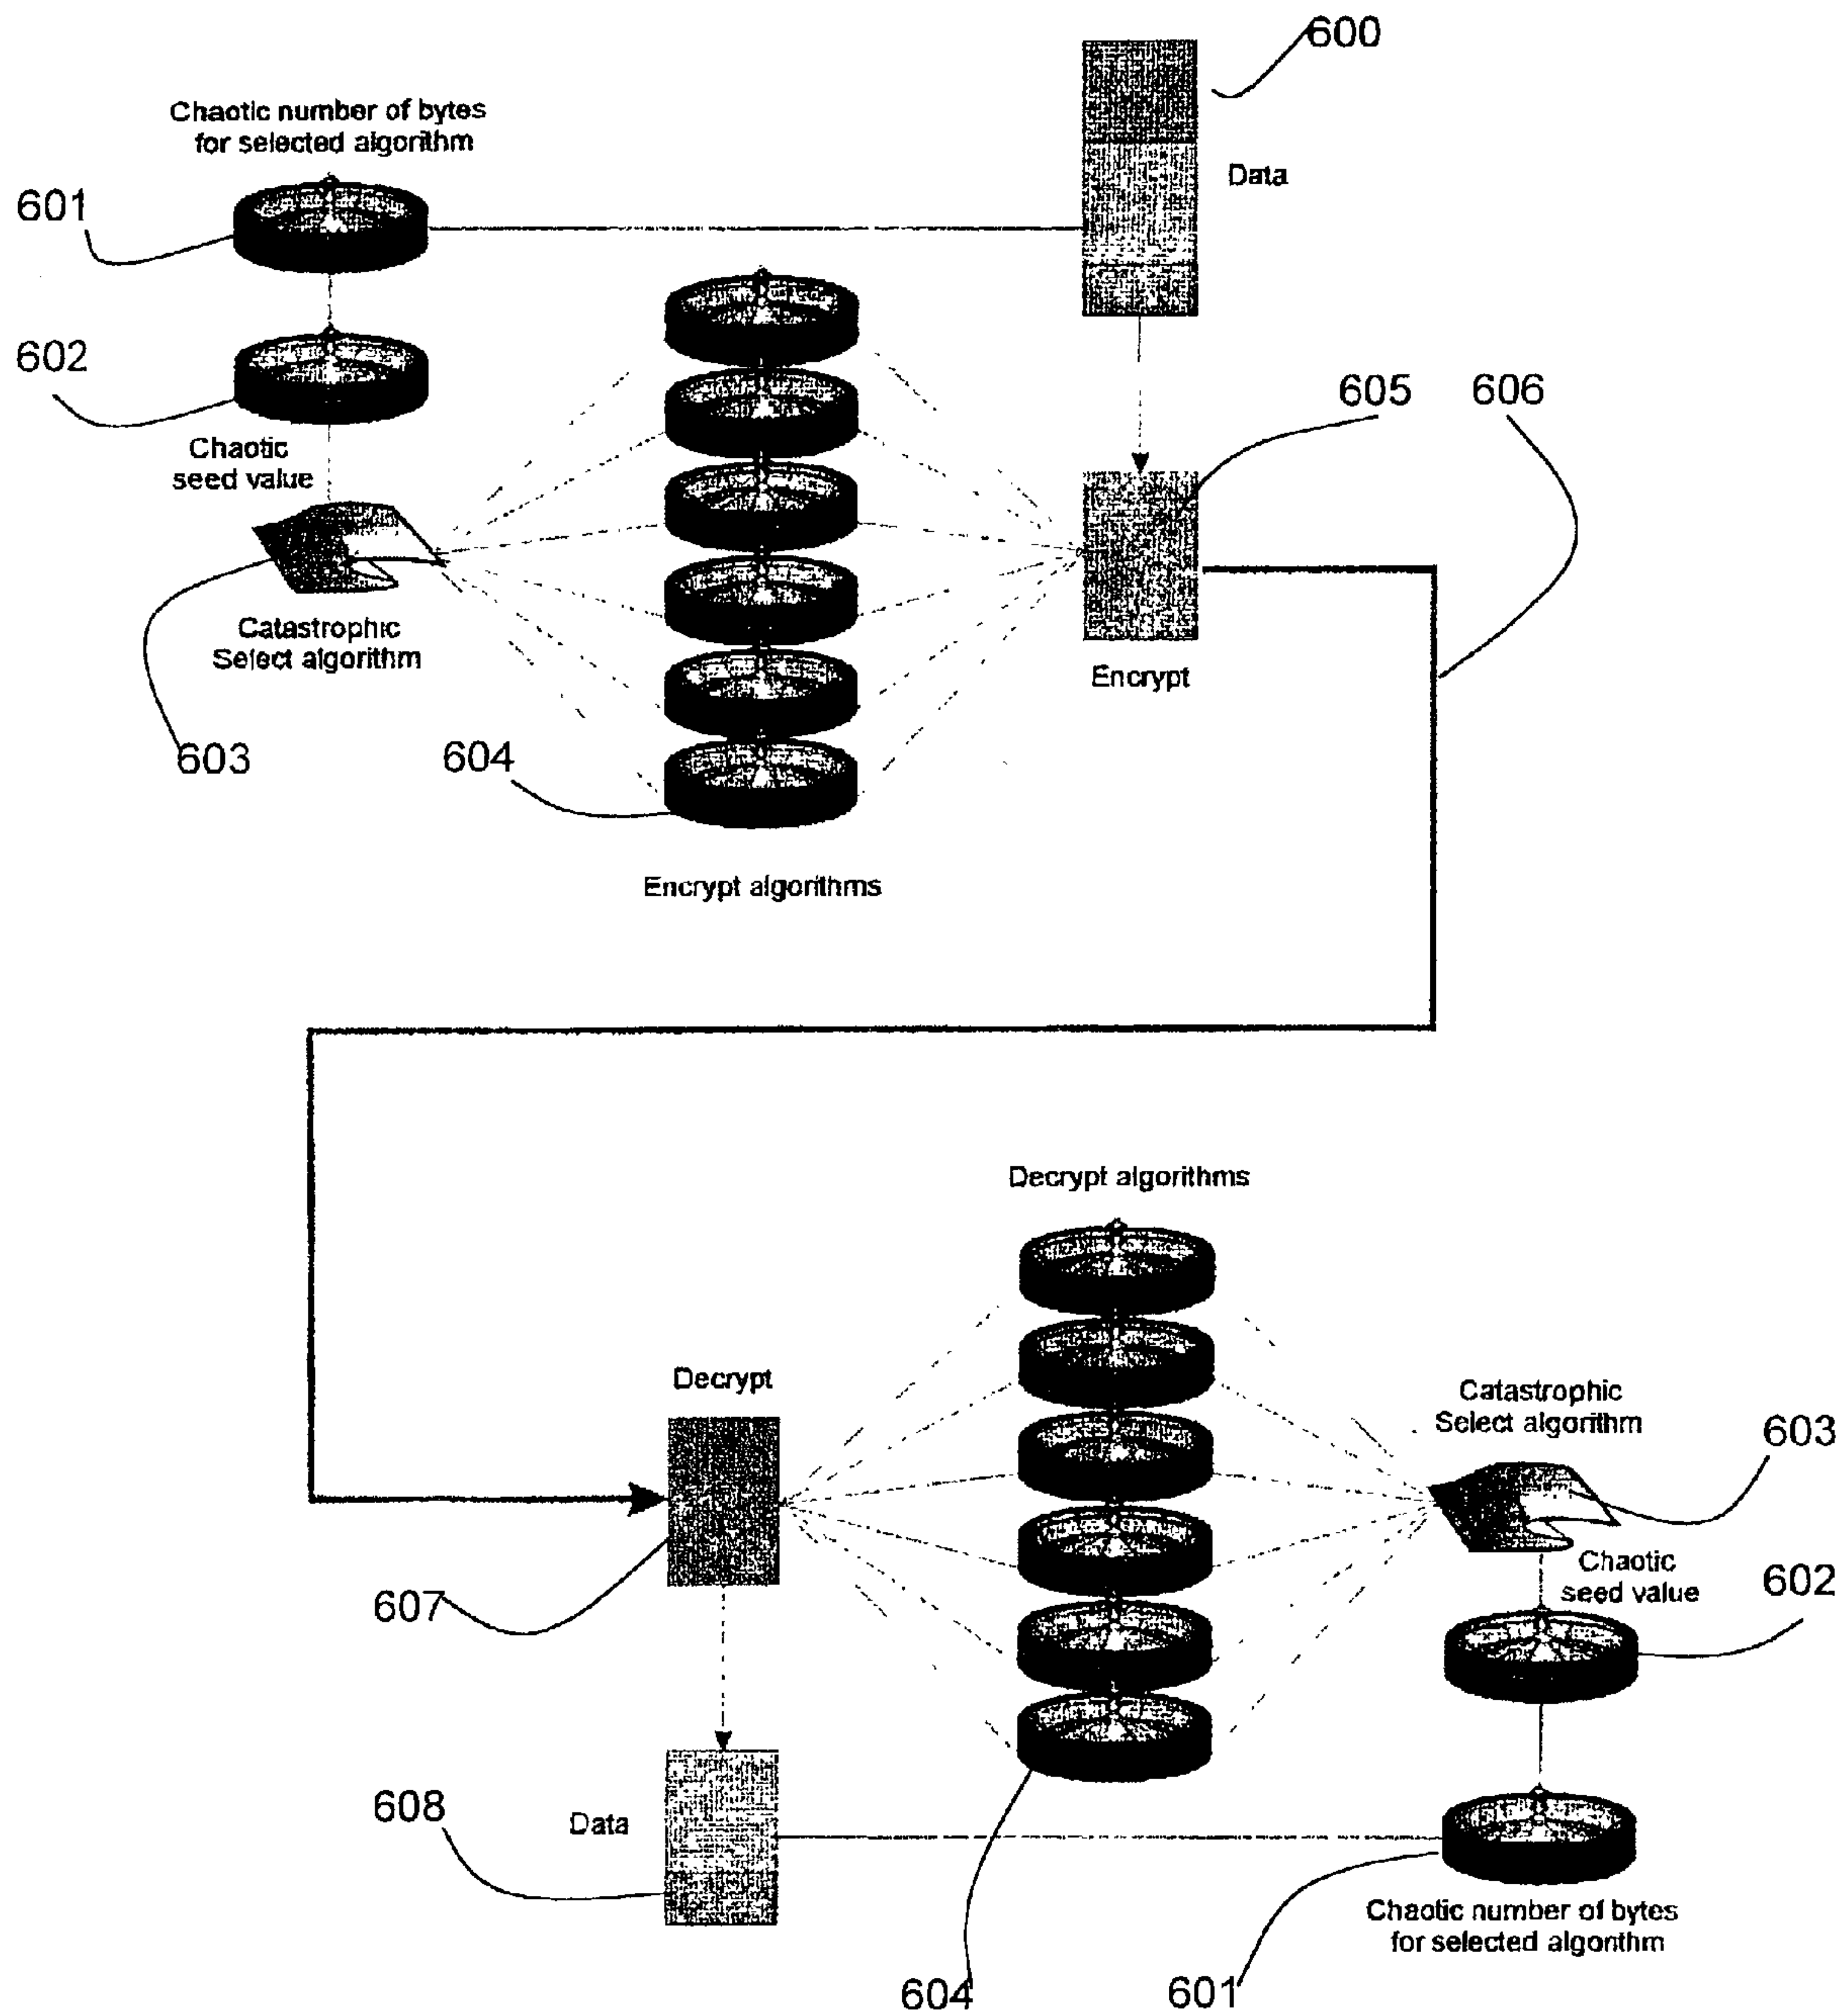 600
Chaotic number of bytes
for selected algorithm
Data
601
602
605
606
Chaotic
seed value
Catastrophic
Select algorithm
Encrypt
603
604
Encrypt algorithms
Decrypt algorithms
Decrypt
Catastrophic
Select algorithm
603
Chaotic
seed value
602
607
608
Data
Chaotic number of bytes
for selected algorithm
604
601